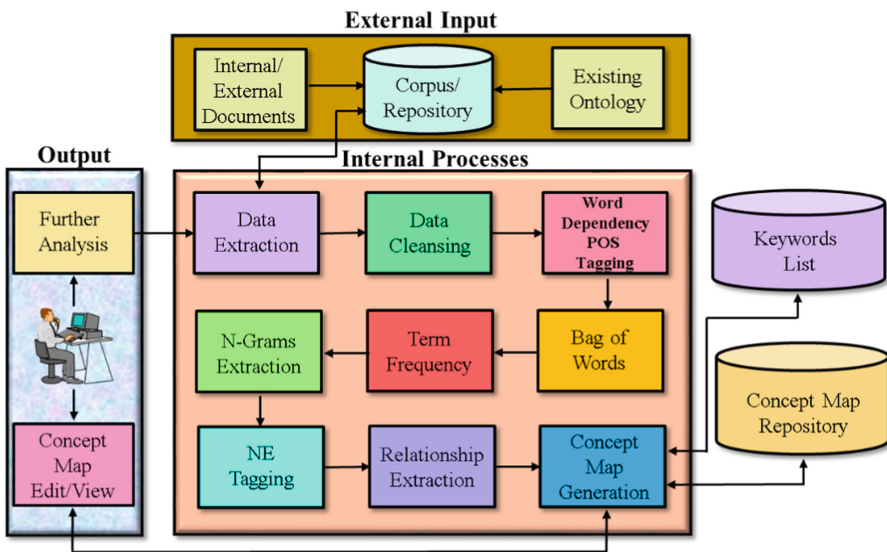 External Input
Internal/
External
Documents
Corpus/
Repository
Existing
Ontology
Output
Internal Processes
Further
Analysis
Data
Extraction
Data
Cleansing
Word
Dependency
POS
Tagging
Keywords
List
N-Grams
Extraction
Term
Frequency
Bag of
Words
Concept Map
Repository
Concept
Map
Edit/View
NE
Tagging
Relationship
Extraction
Concept
Map
Generation